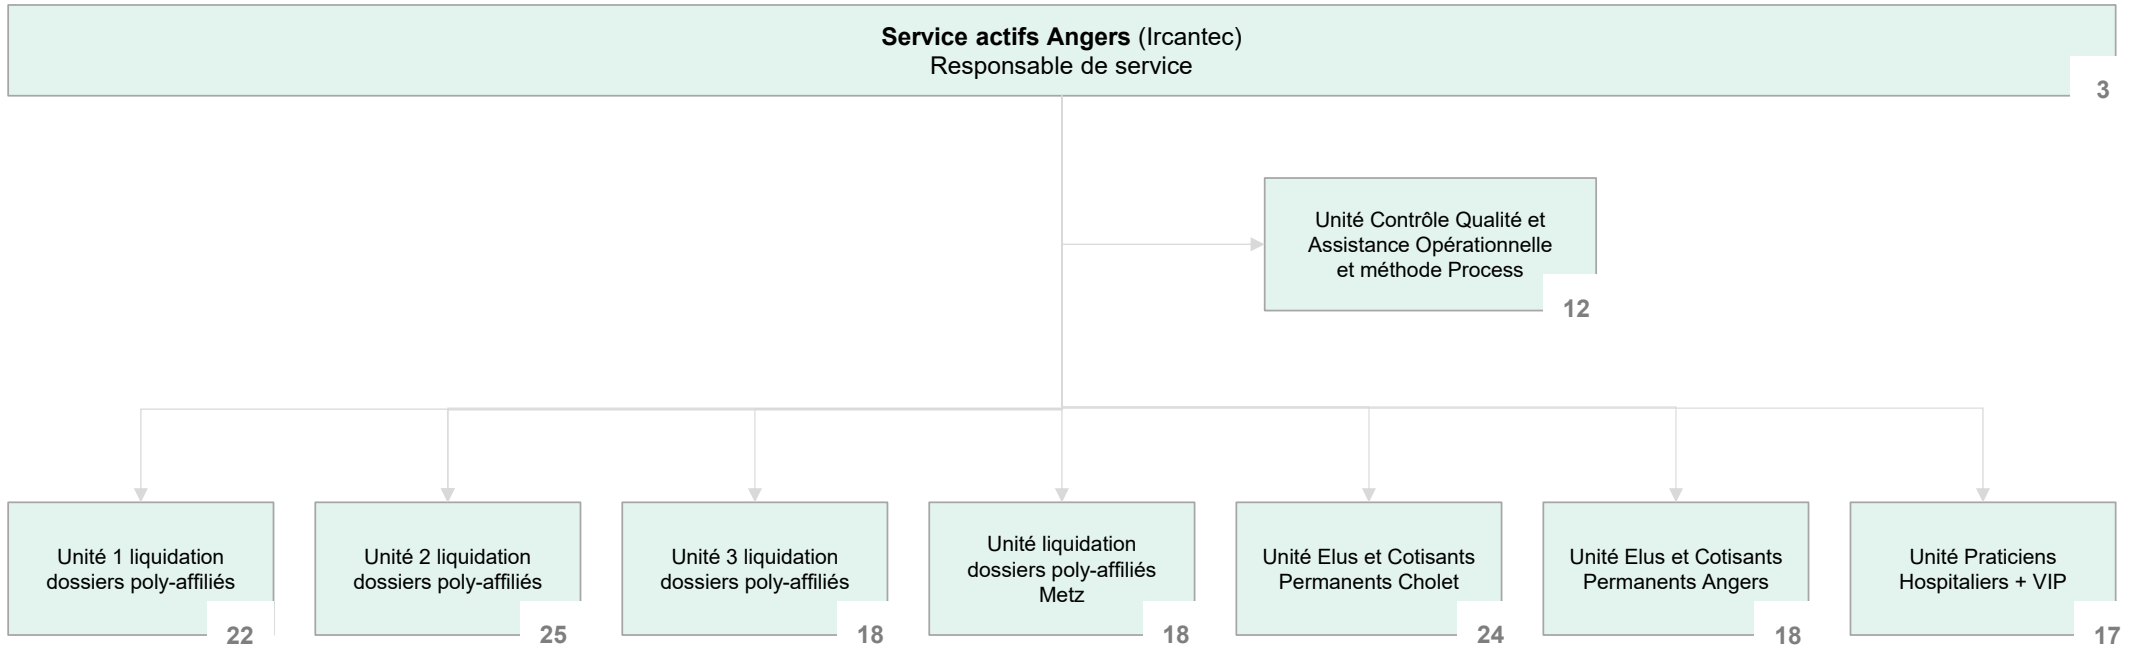 Service actifs Angers (Ircantec)
Responsable de service
3
Unité Contrôle Qualité et
Assistance Opérationnelle
et méthode Process
12
Unité 1 liquidation
dossiers poly-affiliés
22
Unité 2 liquidation
dossiers poly-affiliés
25
Unité 3 liquidation
dossiers poly-affiliés
18
Unité liquidation
dossiers poly-affiliés
Metz
18
Unité Elus et Cotisants
Permanents Cholet
24
Unité Elus et Cotisants
Permanents Angers
18
Unité Praticiens
Hospitaliers + VIP
17